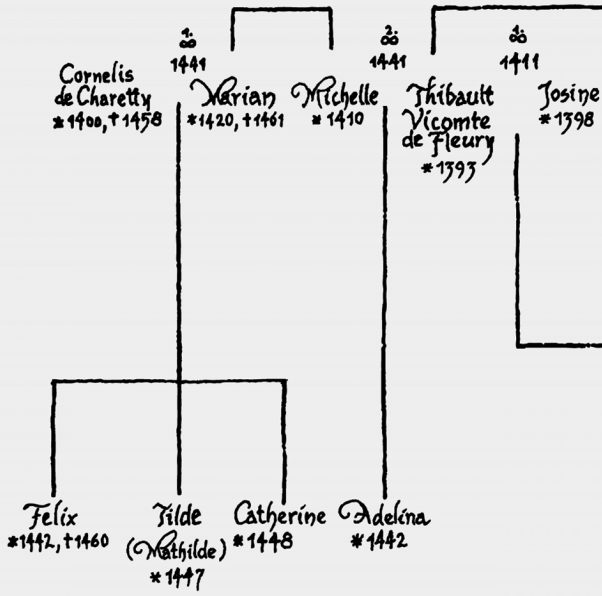 1.
∞
1441
Cornelis
de Charetty
*1400, †1458
Marian
*1420, †1461
Michelle
*1410
2.
∞
1441
Thibault
Vicomte
de Fleury
*1393
1.
∞
1411
Josine
*1398
Felix
*1442, †1460
Tilde
(Mathilde)
*1447
Catherine
*1448
Adelina
*1442